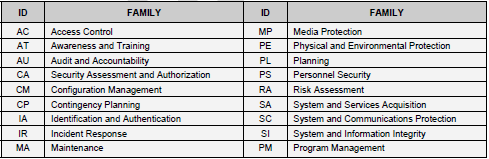 ID FAMILY ID FAMILY
AC Access Control MP Media Protection
AT Awareness and Training PE Physical and Environmental Protection
AU Audit and Accountability PL Planning
CA Security Assessment and Authorization PS Personnel Security
CM Configuration Management RA Risk Assessment
CP Contingency Planning SA System and Services Acquisition
IA Identification and Authentication SC System and Communications Protection
IR Incident Response SI System and Information Integrity
MA Maintenance PM Program Management